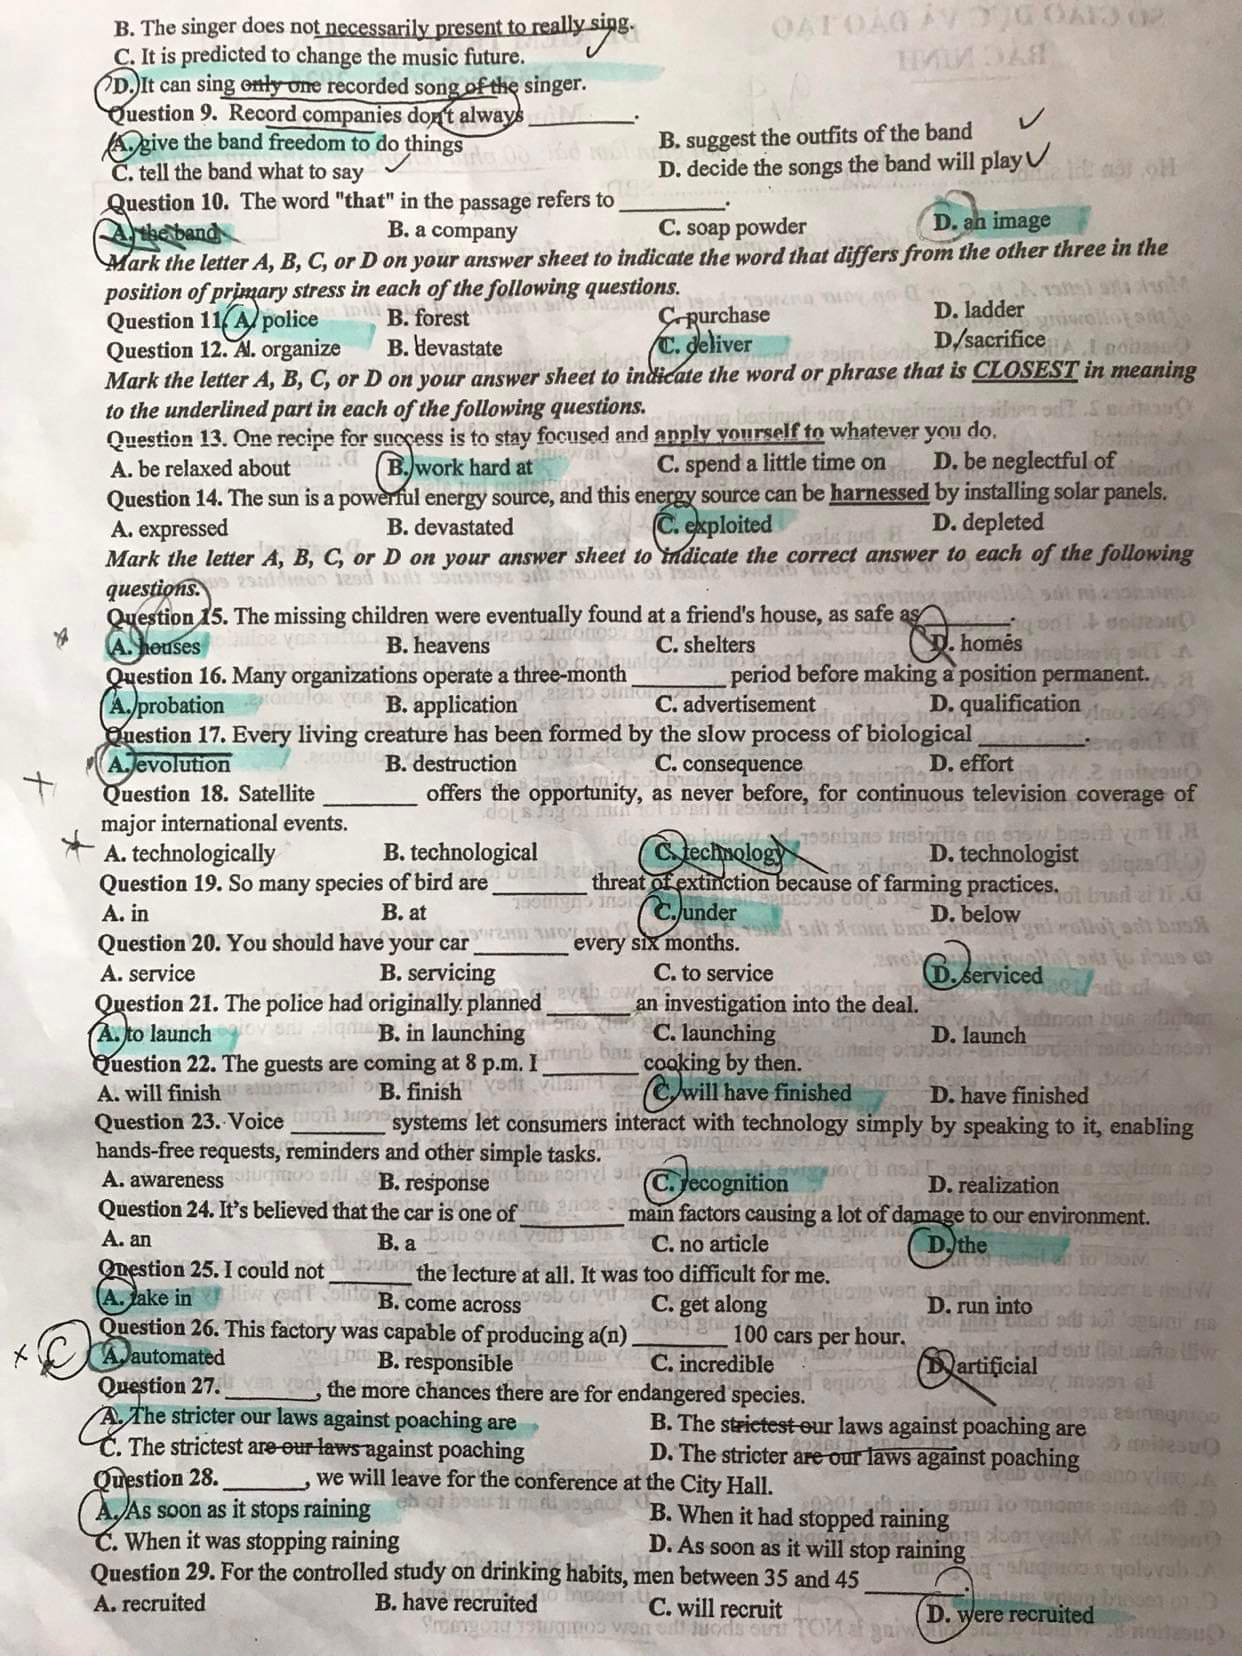 B. The singer does not necessarily present to really sing.
C. It is predicted to change the music future.
D. It can sing only one recorded song of the singer.
Question 9. Record companies don't always ________.
A. give the band freedom to do things B. suggest the outfits of the band
C. tell the band what to say D. decide the songs the band will play
Question 10. The word "that" in the passage refers to ________.
A. the band B. a company C. soap powder D. an image
Mark the letter A, B, C, or D on your answer sheet to indicate the word that differs from the other three in the
position of primary stress in each of the following questions.
Question 11. A. police B. forest C. purchase D. ladder
Question 12. A. organize B. devastate C. deliver D. sacrifice
Mark the letter A, B, C, or D on your answer sheet to indicate the word or phrase that is CLOSEST in meaning
to the underlined part in each of the following questions.
Question 13. One recipe for success is to stay focused and apply yourself to whatever you do.
A. be relaxed about B. work hard at C. spend a little time on D. be neglectful of
Question 14. The sun is a powerful energy source, and this energy source can be harnessed by installing solar panels.
A. expressed B. devastated C. exploited D. depleted
Mark the letter A, B, C, or D on your answer sheet to indicate the correct answer to each of the following
questions.
Question 15. The missing children were eventually found at a friend's house, as safe as ________.
A. houses B. heavens C. shelters D. homes
Question 16. Many organizations operate a three-month ________ period before making a position permanent.
A. probation B. application C. advertisement D. qualification
Question 17. Every living creature has been formed by the slow process of biological ________.
A. evolution B. destruction C. consequence D. effort
Question 18. Satellite ________ offers the opportunity, as never before, for continuous television coverage of
major international events.
A. technologically B. technological C. technology D. technologist
Question 19. So many species of bird are ________ threat of extinction because of farming practices.
A. in B. at C. under D. below
Question 20. You should have your car ________ every six months.
A. service B. servicing C. to service D. serviced
Question 21. The police had originally planned ________ an investigation into the deal.
A. to launch B. in launching C. launching D. launch
Question 22. The guests are coming at 8 p.m. I ________ cooking by then.
A. will finish B. finish C. will have finished D. have finished
Question 23. Voice ________ systems let consumers interact with technology simply by speaking to it, enabling
hands-free requests, reminders and other simple tasks.
A. awareness B. response C. recognition D. realization
Question 24. It's believed that the car is one of ________ main factors causing a lot of damage to our environment.
A. an B. a C. no article D. the
Question 25. I could not ________ the lecture at all. It was too difficult for me.
A. take in B. come across C. get along D. run into
Question 26. This factory was capable of producing a(n) ________ 100 cars per hour.
C A. automated B. responsible C. incredible D. artificial
Question 27. ________, the more chances there are for endangered species.
A. The stricter our laws against poaching are B. The strictest our laws against poaching are
C. The strictest are our laws against poaching D. The stricter are our laws against poaching
Question 28. ________, we will leave for the conference at the City Hall.
A. As soon as it stops raining B. When it had stopped raining
C. When it was stopping raining D. As soon as it will stop raining
Question 29. For the controlled study on drinking habits, men between 35 and 45 ________.
A. recruited B. have recruited C. will recruit D. were recruited